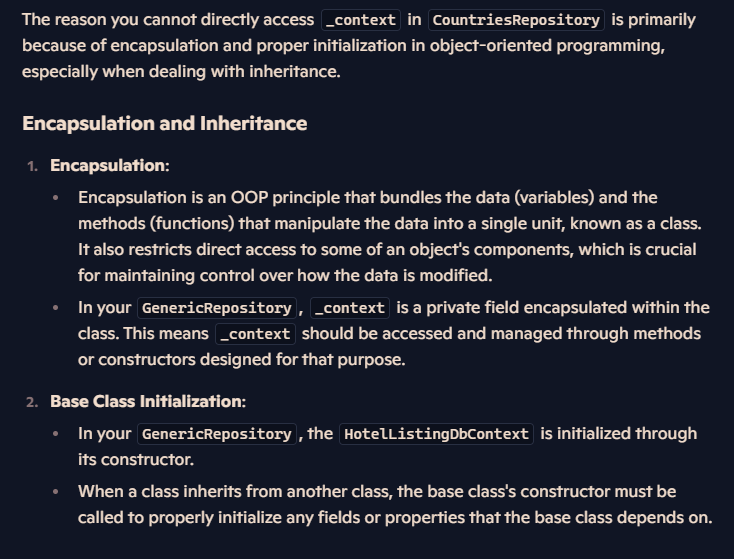 The reason you cannot directly access _context in CountriesRepository is primarily
because of encapsulation and proper initialization in object-oriented programming,
especially when dealing with inheritance.
Encapsulation and Inheritance
1. Encapsulation:
• Encapsulation is an OOP principle that bundles the data (variables) and the
methods (functions) that manipulate the data into a single unit, known as a class.
It also restricts direct access to some of an object's components, which is crucial
for maintaining control over how the data is modified.
• In your GenericRepository, _context is a private field encapsulated within the
class. This means _context should be accessed and managed through methods
or constructors designed for that purpose.
2. Base Class Initialization:
• In your GenericRepository, the HotelListingDbContext is initialized through
its constructor.
• When a class inherits from another class, the base class's constructor must be
called to properly initialize any fields or properties that the base class depends on.